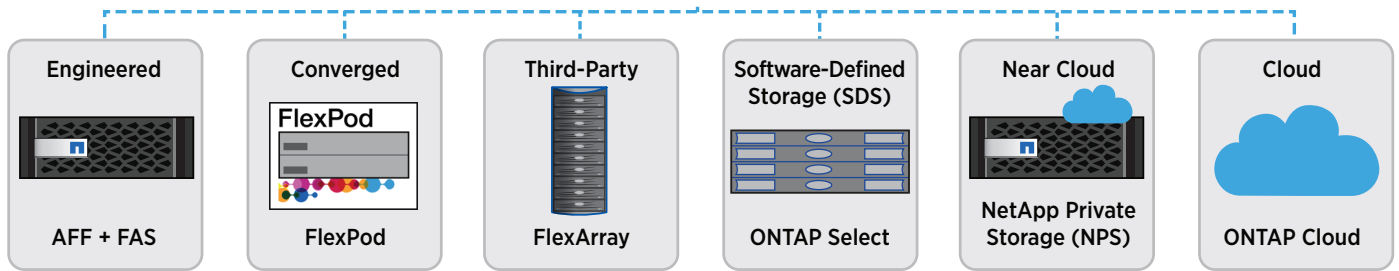 Engineered
AFF + FAS
Converged
FlexPod
FlexPod
Third-Party
FlexArray
Software-Defined
Storage (SDS)
ONTAP Select
Near Cloud
NetApp Private
Storage (NPS)
Cloud
ONTAP Cloud